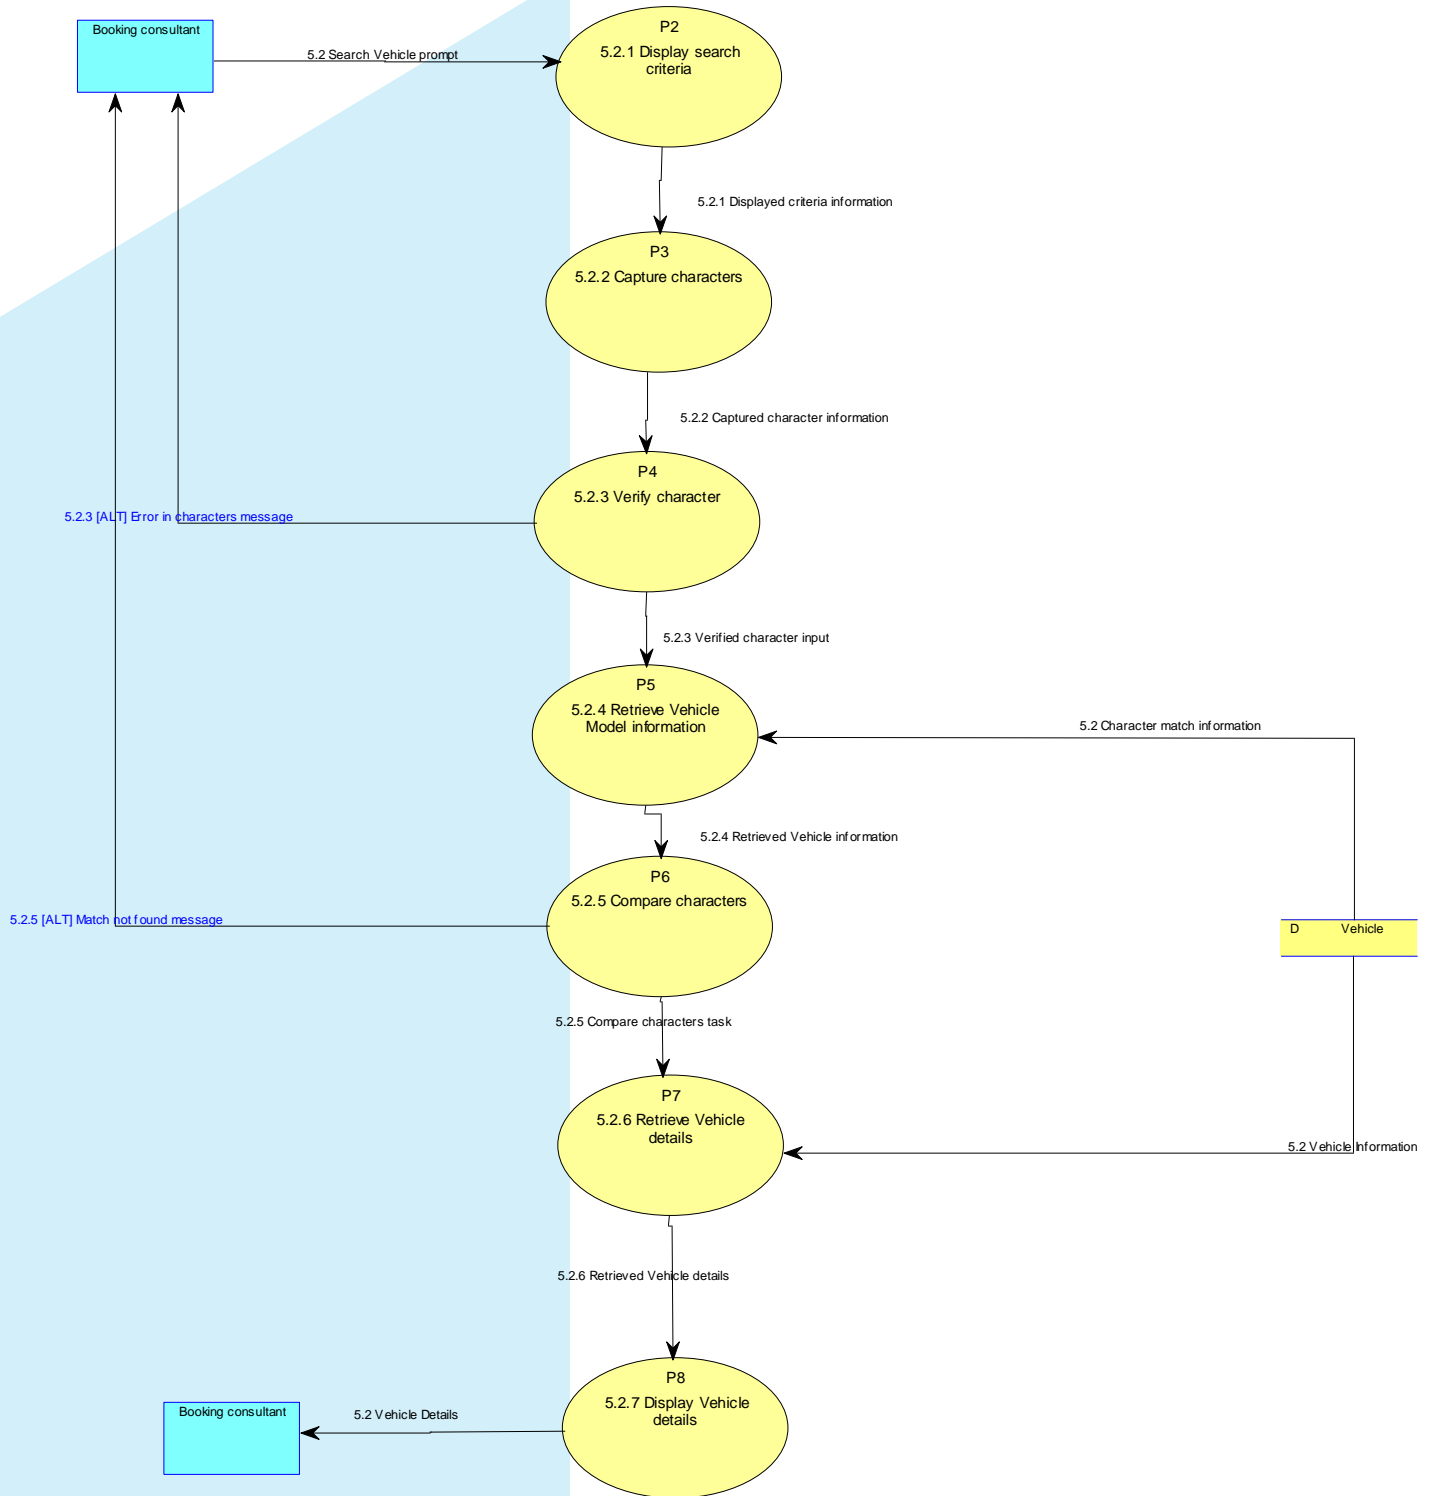 Booking consultant
5.2 Search Vehicle prompt
P2
5.2.1 Display search
criteria
5.2.1 Displayed criteria information
P3
5.2.2 Capture characters
5.2.2 Captured character information
P4
5.2.3 Verify character
5.2.3 [ALT] Error in characters message
5.2.3 Verified character input
P5
5.2.4 Retrieve Vehicle
Model information
5.2 Character match information
5.2.4 Retrieved Vehicle information
P6
5.2.5 Compare characters
5.2.5 [ALT] Match not found message
D Vehicle
5.2.5 Compare characters task
P7
5.2.6 Retrieve Vehicle
details
5.2 Vehicle Information
5.2.6 Retrieved Vehicle details
P8
5.2.7 Display Vehicle
details
5.2 Vehicle Details
Booking consultant